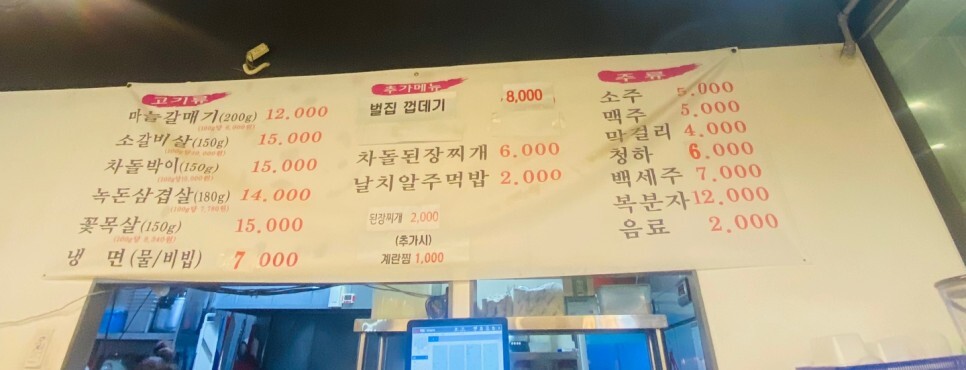 고기류
마늘갈매기(200g) 12,000
소갈비살(150g) 15,000
차돌박이(150g) 15,000
녹돈삼겹살(180g) 14,000
꽃목살(150g) 15,000
냉 면(물/비빔) 7 000
추가메뉴
벌집 껍데기 8,000
차돌된장찌개 6,000
날치알주먹밥 2,000
된장찌개 2,000
(추가시)
계란찜 1,000
주류
소주 5,000
맥주 5,000
막걸리 4,000
청하 6,000
백세주 7,000
복분자 12,000
음료 2,000